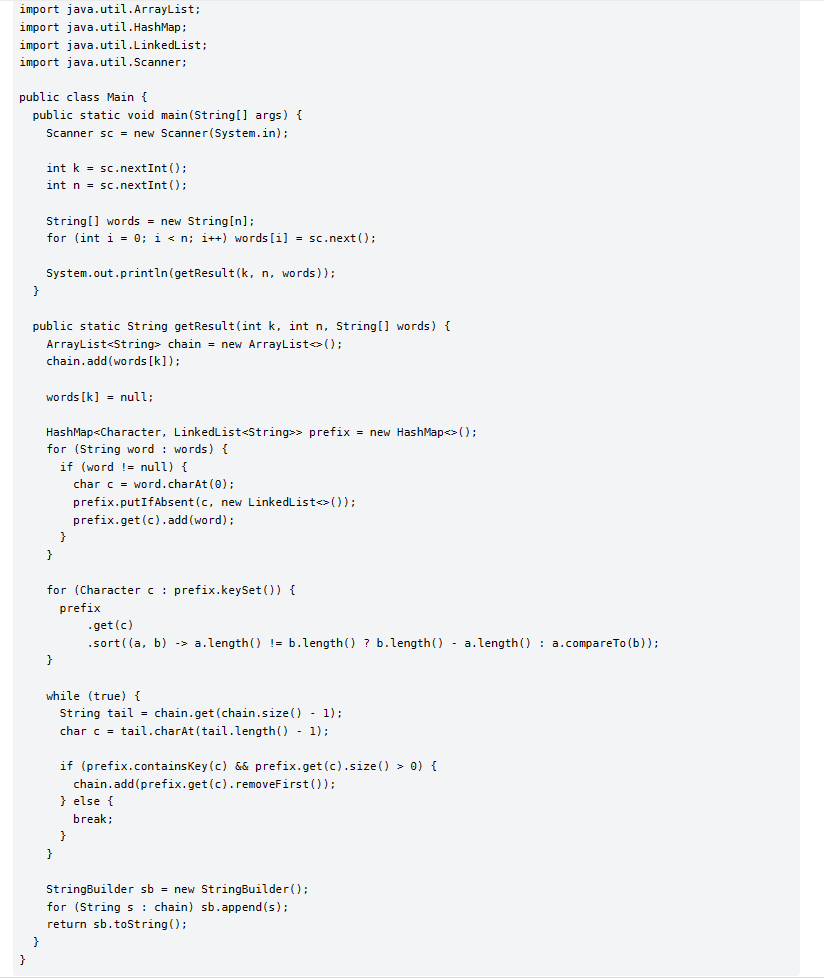 import java.util.ArrayList;
import java.util.HashMap;
import java.util.LinkedList;
import java.util.Scanner;

public class Main {
  public static void main(String[] args) {
    Scanner sc = new Scanner(System.in);

    int k = sc.nextInt();
    int n = sc.nextInt();

    String[] words = new String[n];
    for (int i = 0; i < n; i++) words[i] = sc.next();

    System.out.println(getResult(k, n, words));
  }

  public static String getResult(int k, int n, String[] words) {
    ArrayList<String> chain = new ArrayList<>();
    chain.add(words[k]);

    words[k] = null;

    HashMap<Character, LinkedList<String>> prefix = new HashMap<>();
    for (String word : words) {
      if (word != null) {
        char c = word.charAt(0);
        prefix.putIfAbsent(c, new LinkedList<>());
        prefix.get(c).add(word);
      }
    }

    for (Character c : prefix.keySet()) {
      prefix
          .get(c)
          .sort((a, b) -> a.length() != b.length() ? b.length() - a.length() : a.compareTo(b));
    }

    while (true) {
      String tail = chain.get(chain.size() - 1);
      char c = tail.charAt(tail.length() - 1);

      if (prefix.containsKey(c) && prefix.get(c).size() > 0) {
        chain.add(prefix.get(c).removeFirst());
      } else {
        break;
      }
    }

    StringBuilder sb = new StringBuilder();
    for (String s : chain) sb.append(s);
    return sb.toString();
  }
}